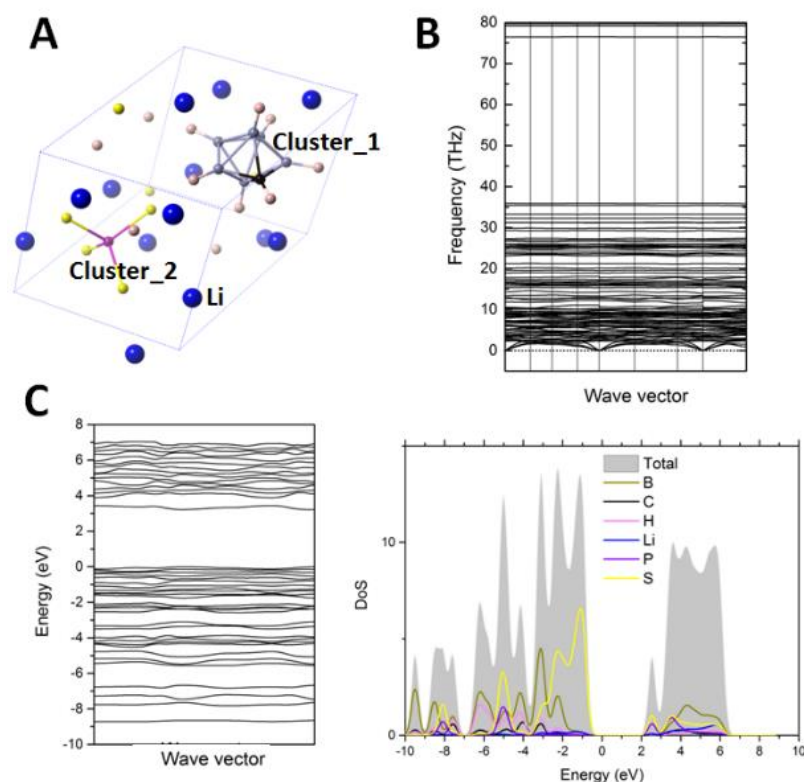 A
Cluster_1
Cluster_2
Li
B
80
70
60
50
40
30
20
10
0
Frequency (THz)
Wave vector
C
8
6
4
2
0
-2
-4
-6
-8
-10
Energy (eV)
Wave vector
10
0
DoS
Total
B
C
H
Li
P
S
-10 -8 -6 -4 -2 0 2 4 6 8 10
Energy (eV)